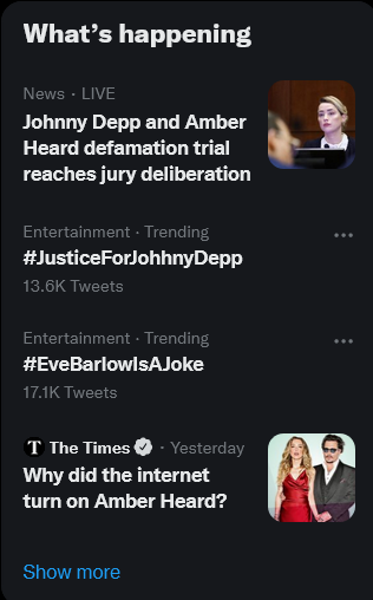 What's happening
News · LIVE
Johnny Depp and Amber
Heard defamation trial
reaches jury deliberation
Entertainment · Trending
#JusticeForJohhnyDepp
13.6K Tweets
Entertainment · Trending
#EveBarlowIsAJoke
17.1K Tweets
T The Times · Yesterday
Why did the internet
turn on Amber Heard?
Show more